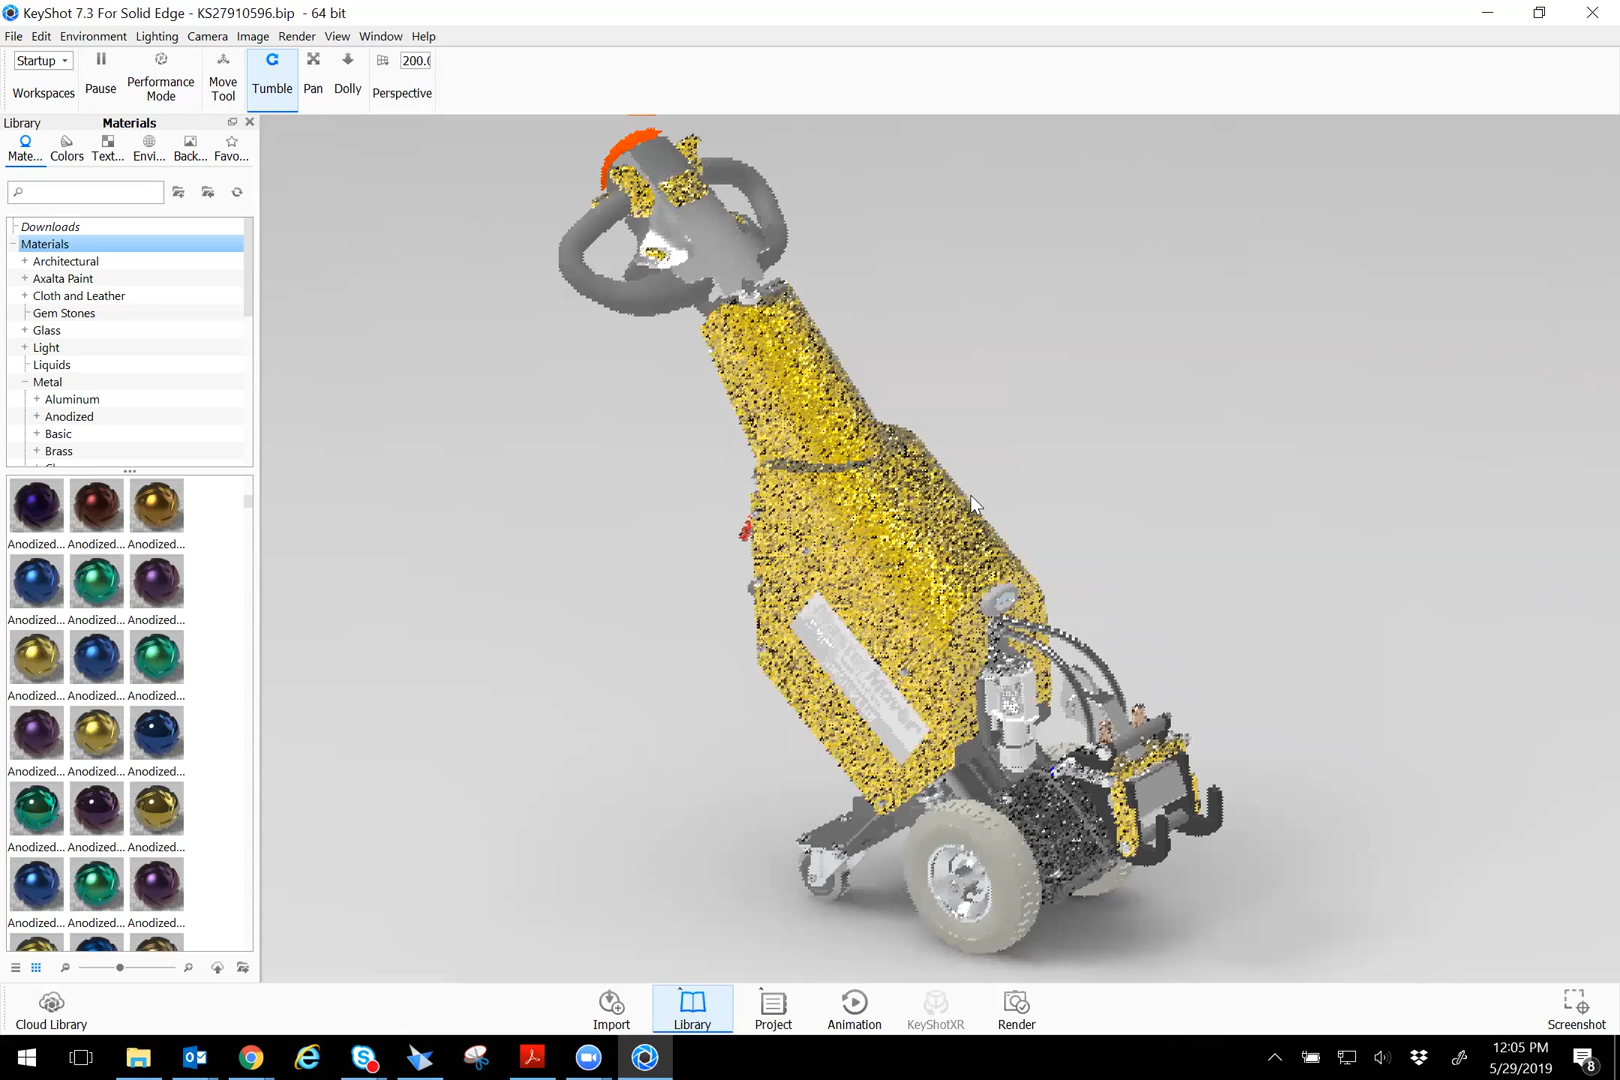 KeyShot 7.3 For Solid Edge - KS27910596.bip - 64 bit
File Edit Environment Lighting Camera Image Render View Window Help
Startup
200.
Workspaces Pause Performance Mode Move Tool Tumble Pan Dolly Perspective
Library Materials
Mate... Colors Text... Envi... Back... Favo...
Downloads
Materials
Architectural
Axalta Paint
Cloth and Leather
Gem Stones
Glass
Light
Liquids
Metal
Aluminum
Anodized
Basic
Brass
Anodized... Anodized... Anodized...
Anodized... Anodized... Anodized...
Anodized... Anodized... Anodized...
Anodized... Anodized... Anodized...
Anodized... Anodized... Anodized...
Anodized... Anodized... Anodized...
Cloud Library Import Library Project Animation KeyShotXR Render Screenshot
12:05 PM
5/29/2019
8